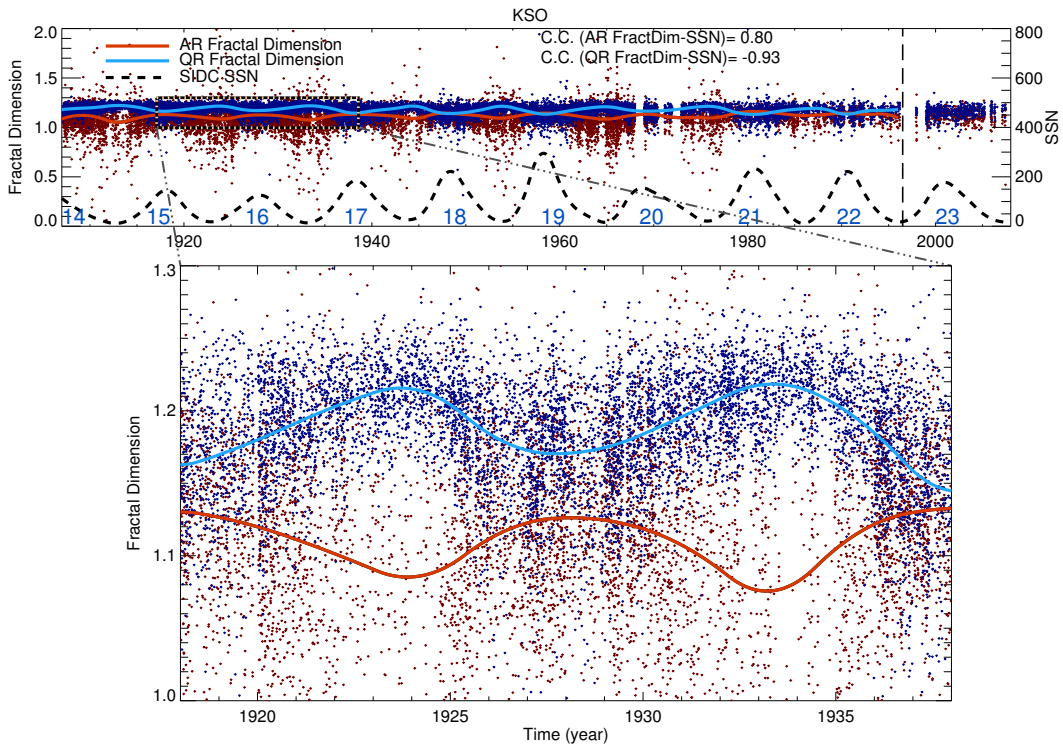 KSO
2.0
1.5
1.0
0.5
0.0
Fractal Dimension
AR Fractal Dimension
QR Fractal Dimension
SIDC SSN
C.C. (AR FractDim-SSN)= 0.80
C.C. (QR FractDim-SSN)= -0.93
800
600
400
200
0
SSN
14 15 16 17 18 19 20 21 22 23
1920 1940 1960 1980 2000
1.3
1.2
1.1
1.0
Fractal Dimension
1920 1925 1930 1935
Time (year)